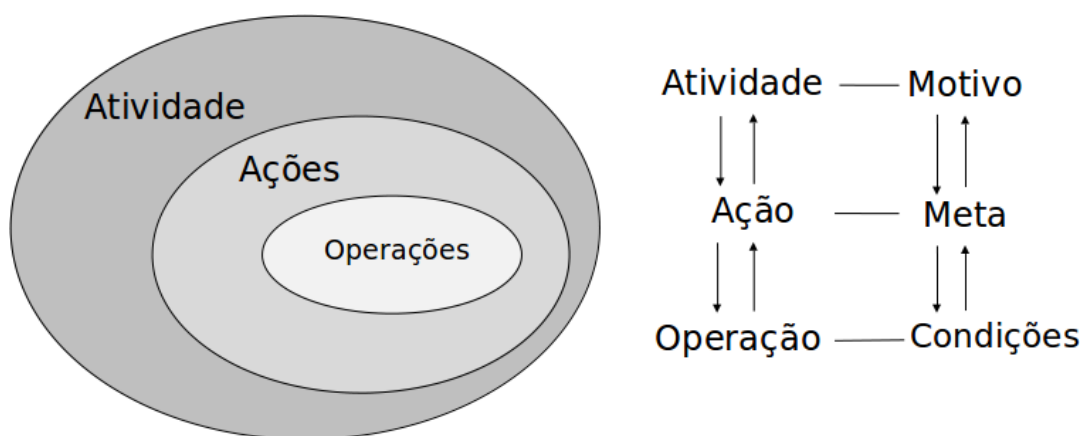 Atividade
Ações
Operações
Atividade Motivo
Ação Meta
Operação Condições